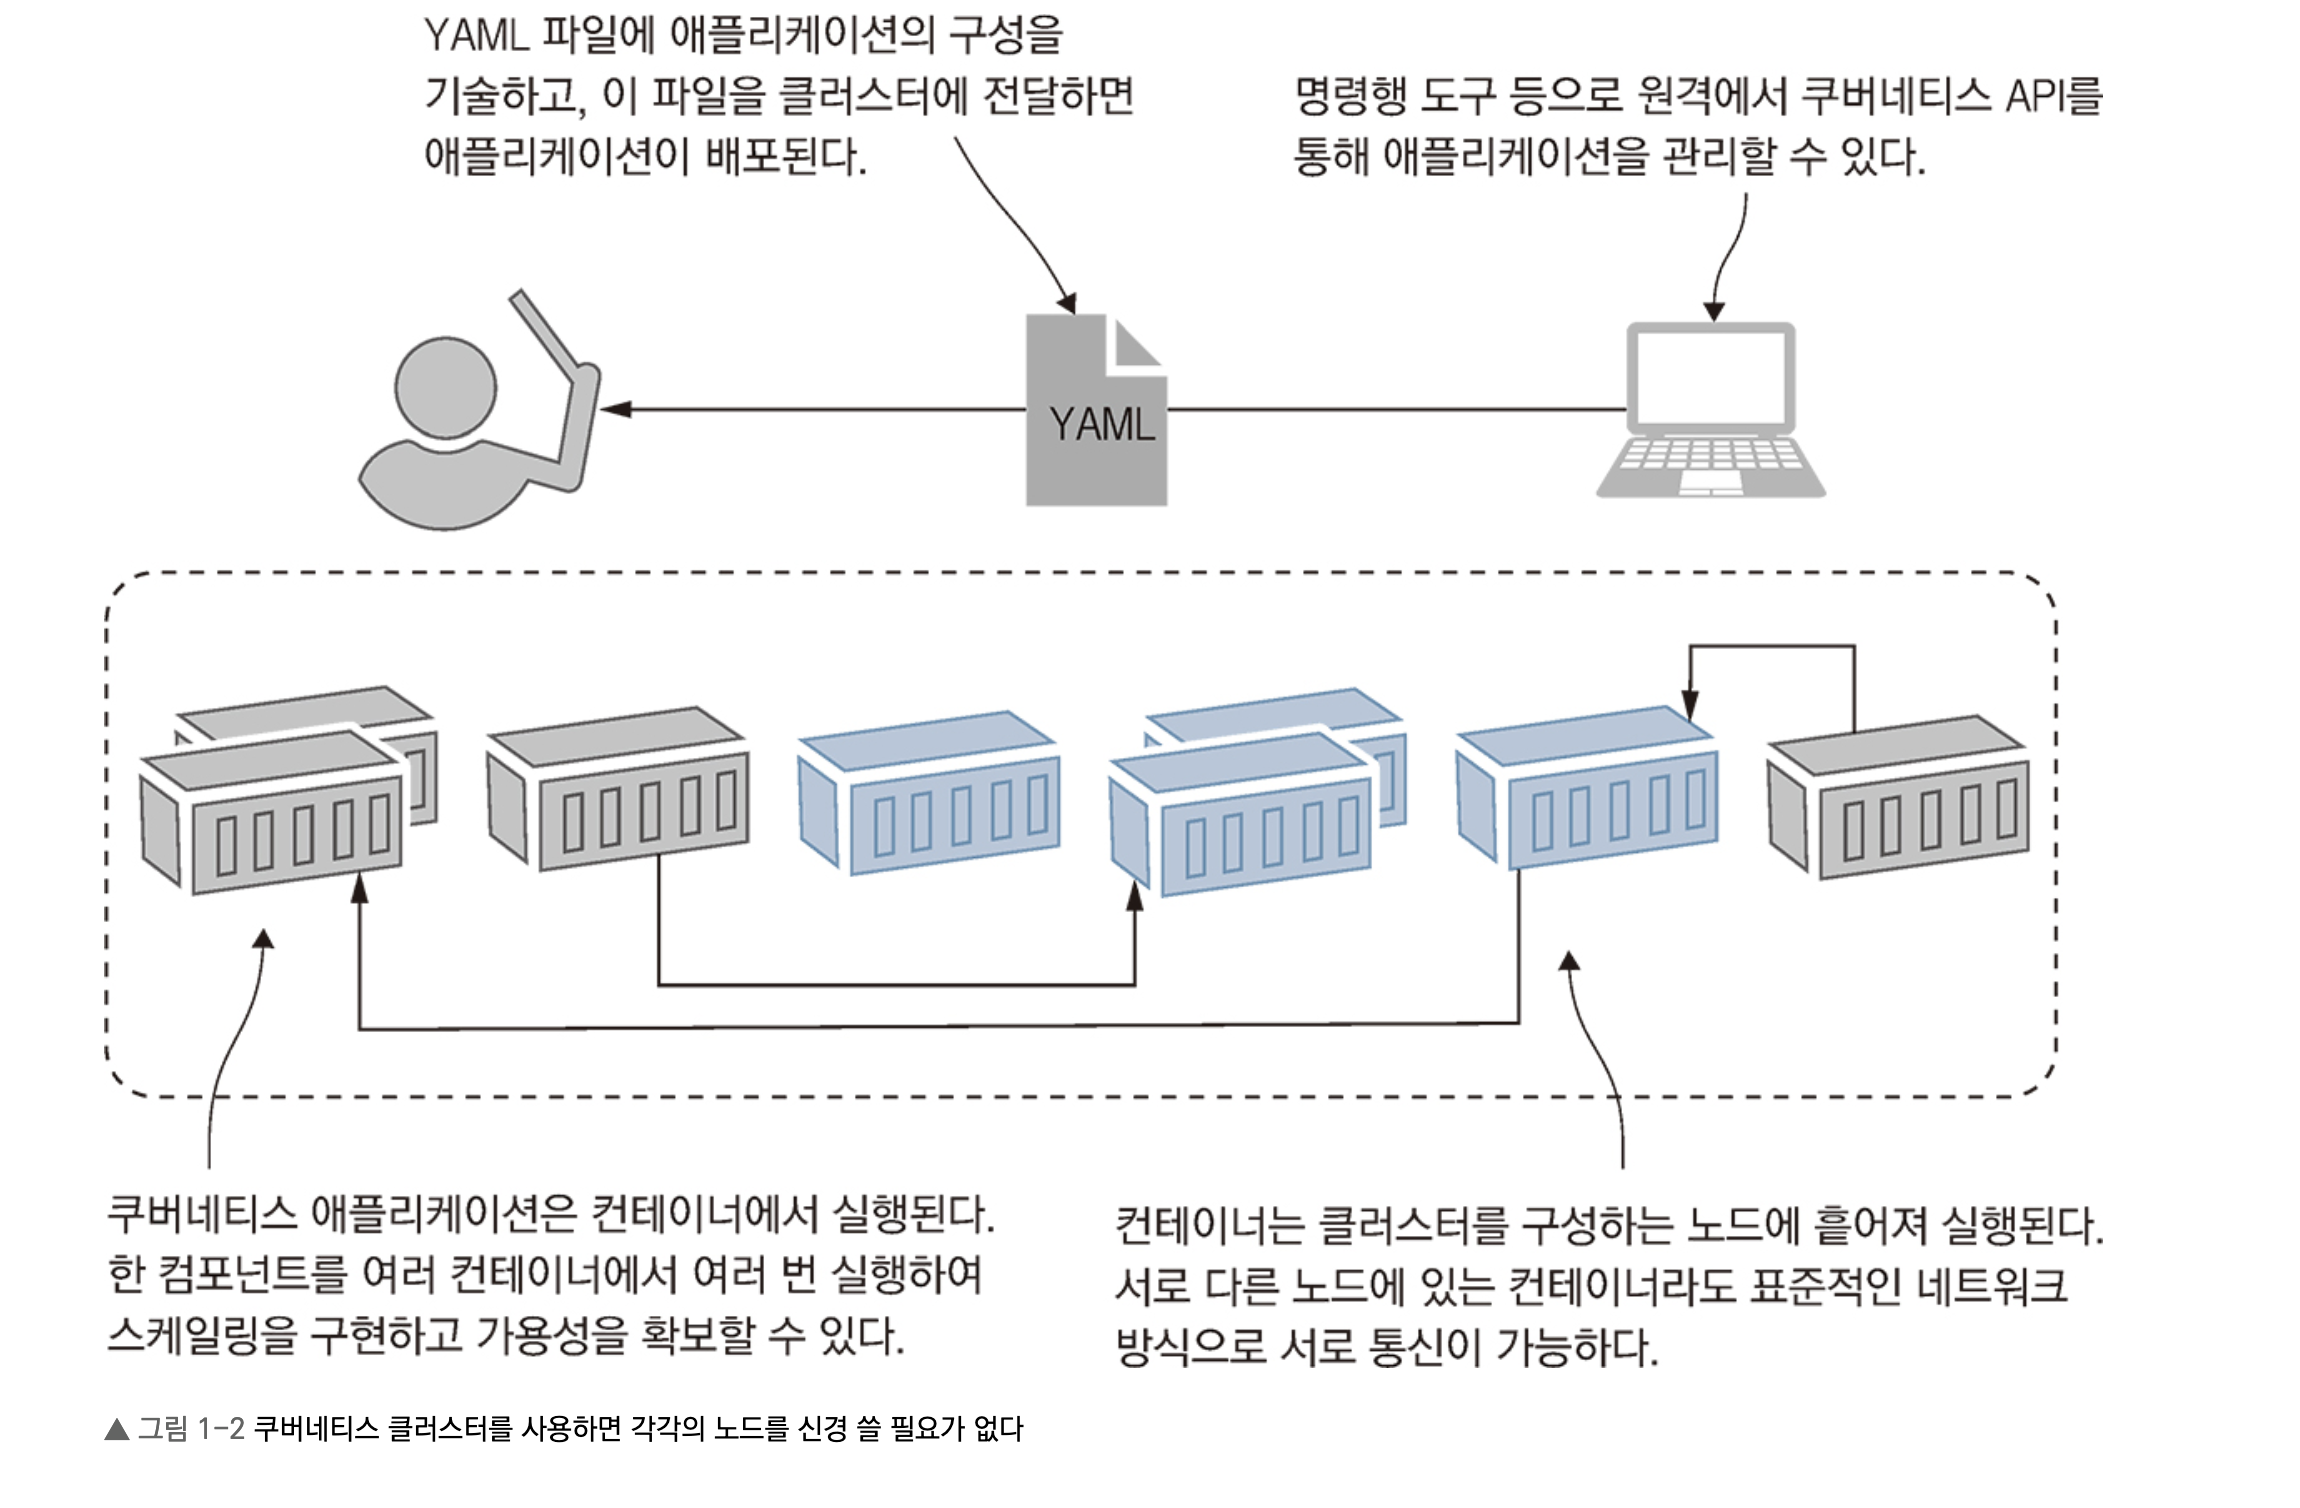 YAML 파일에 애플리케이션의 구성을
기술하고, 이 파일을 클러스터에 전달하면
애플리케이션이 배포된다.
명령행 도구 등으로 원격에서 쿠버네티스 API를
통해 애플리케이션을 관리할 수 있다.
YAML
쿠버네티스 애플리케이션은 컨테이너에서 실행된다.
한 컴포넌트를 여러 컨테이너에서 여러 번 실행하여
스케일링을 구현하고 가용성을 확보할 수 있다.
컨테이너는 클러스터를 구성하는 노드에 흩어져 실행된다.
서로 다른 노드에 있는 컨테이너라도 표준적인 네트워크
방식으로 서로 통신이 가능하다.
▲ 그림 1-2 쿠버네티스 클러스터를 사용하면 각각의 노드를 신경 쓸 필요가 없다